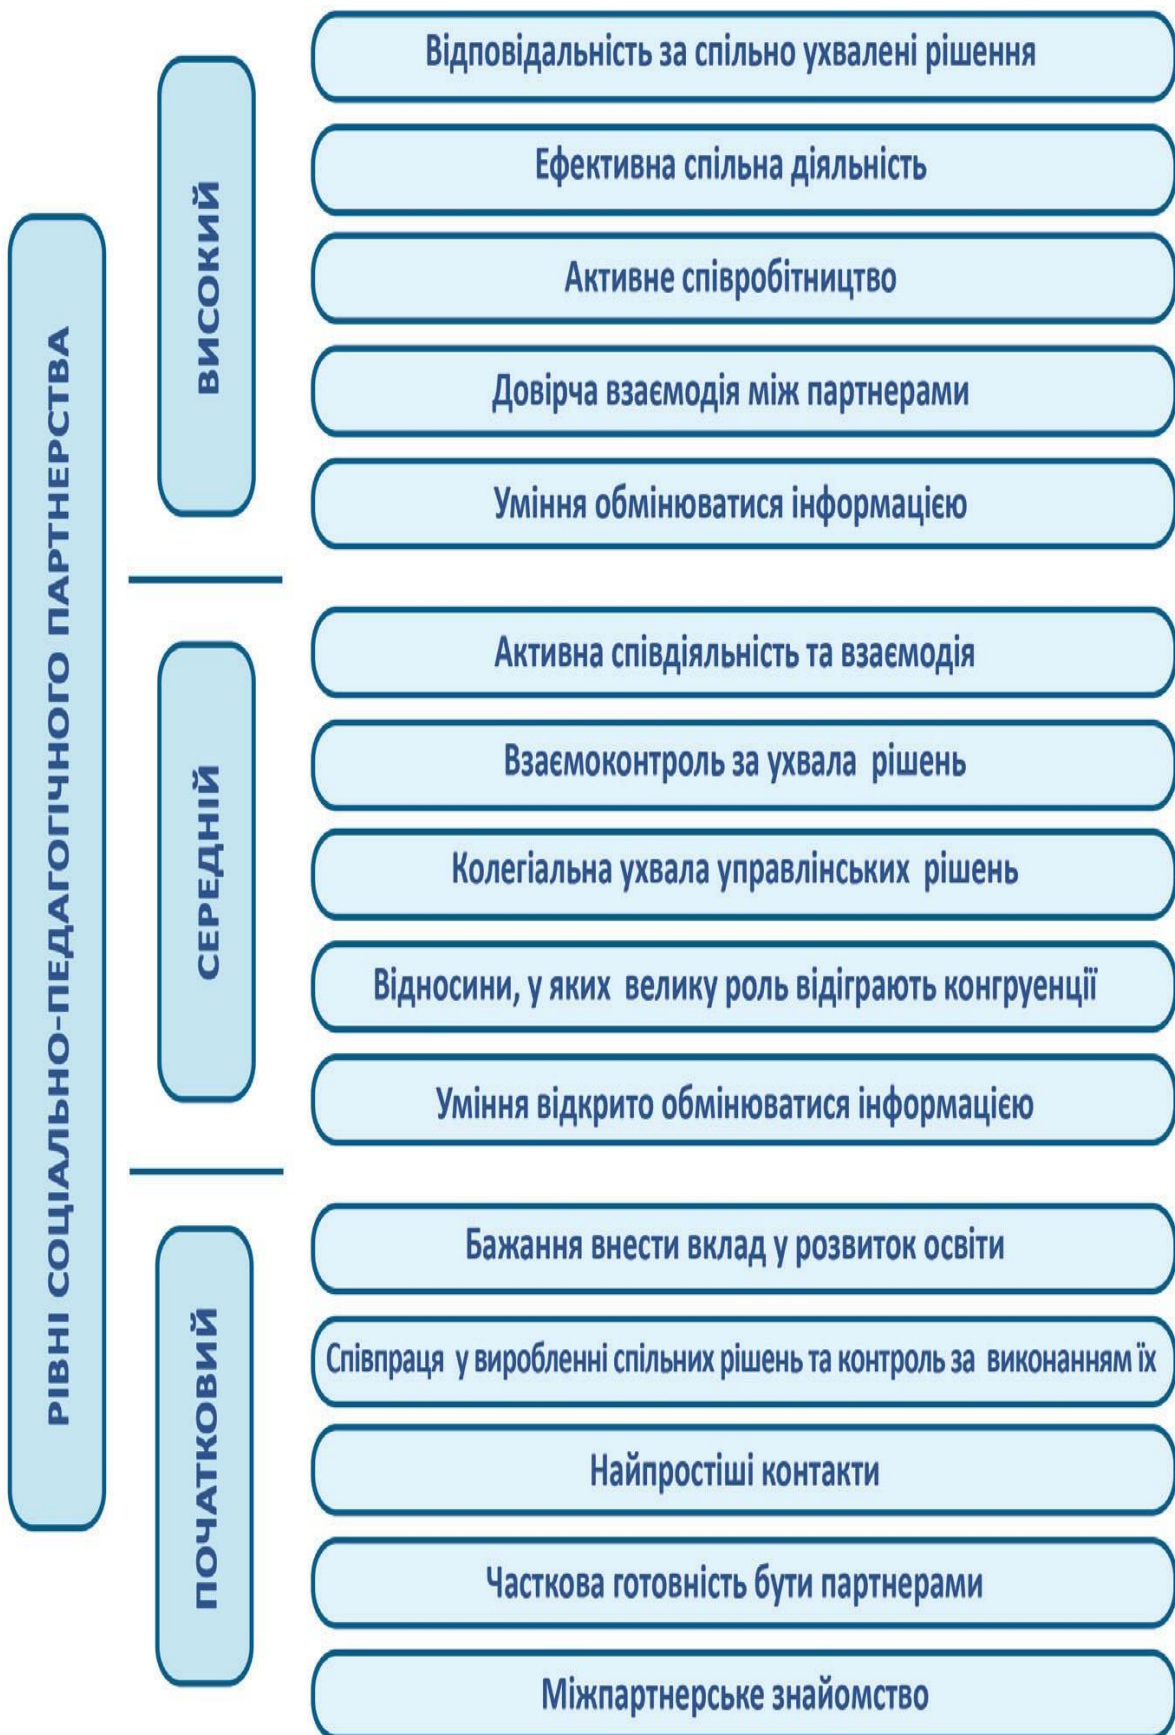 РІВНІ СОЦІАЛЬНО-ПЕДАГОГІЧНОГО ПАРТНЕРСТВА
ВИСОКИЙ
Відповідальність за спільно ухвалені рішення
Ефективна спільна діяльність
Активне співробітництво
Довірча взаємодія між партнерами
Уміння обмінюватися інформацією
СЕРЕДНІЙ
Активна співдіяльність та взаємодія
Взаємоконтроль за ухвала рішень
Колегіальна ухвала управлінських рішень
Відносини, у яких велику роль відіграють конгруенції
Уміння відкрито обмінюватися інформацією
ПОЧАТКОВИЙ
Бажання внести вклад у розвиток освіти
Співпраця у виробленні спільних рішень та контроль за виконанням їх
Найпростіші контакти
Часткова готовність бути партнерами
Міжпартнерське знайомство